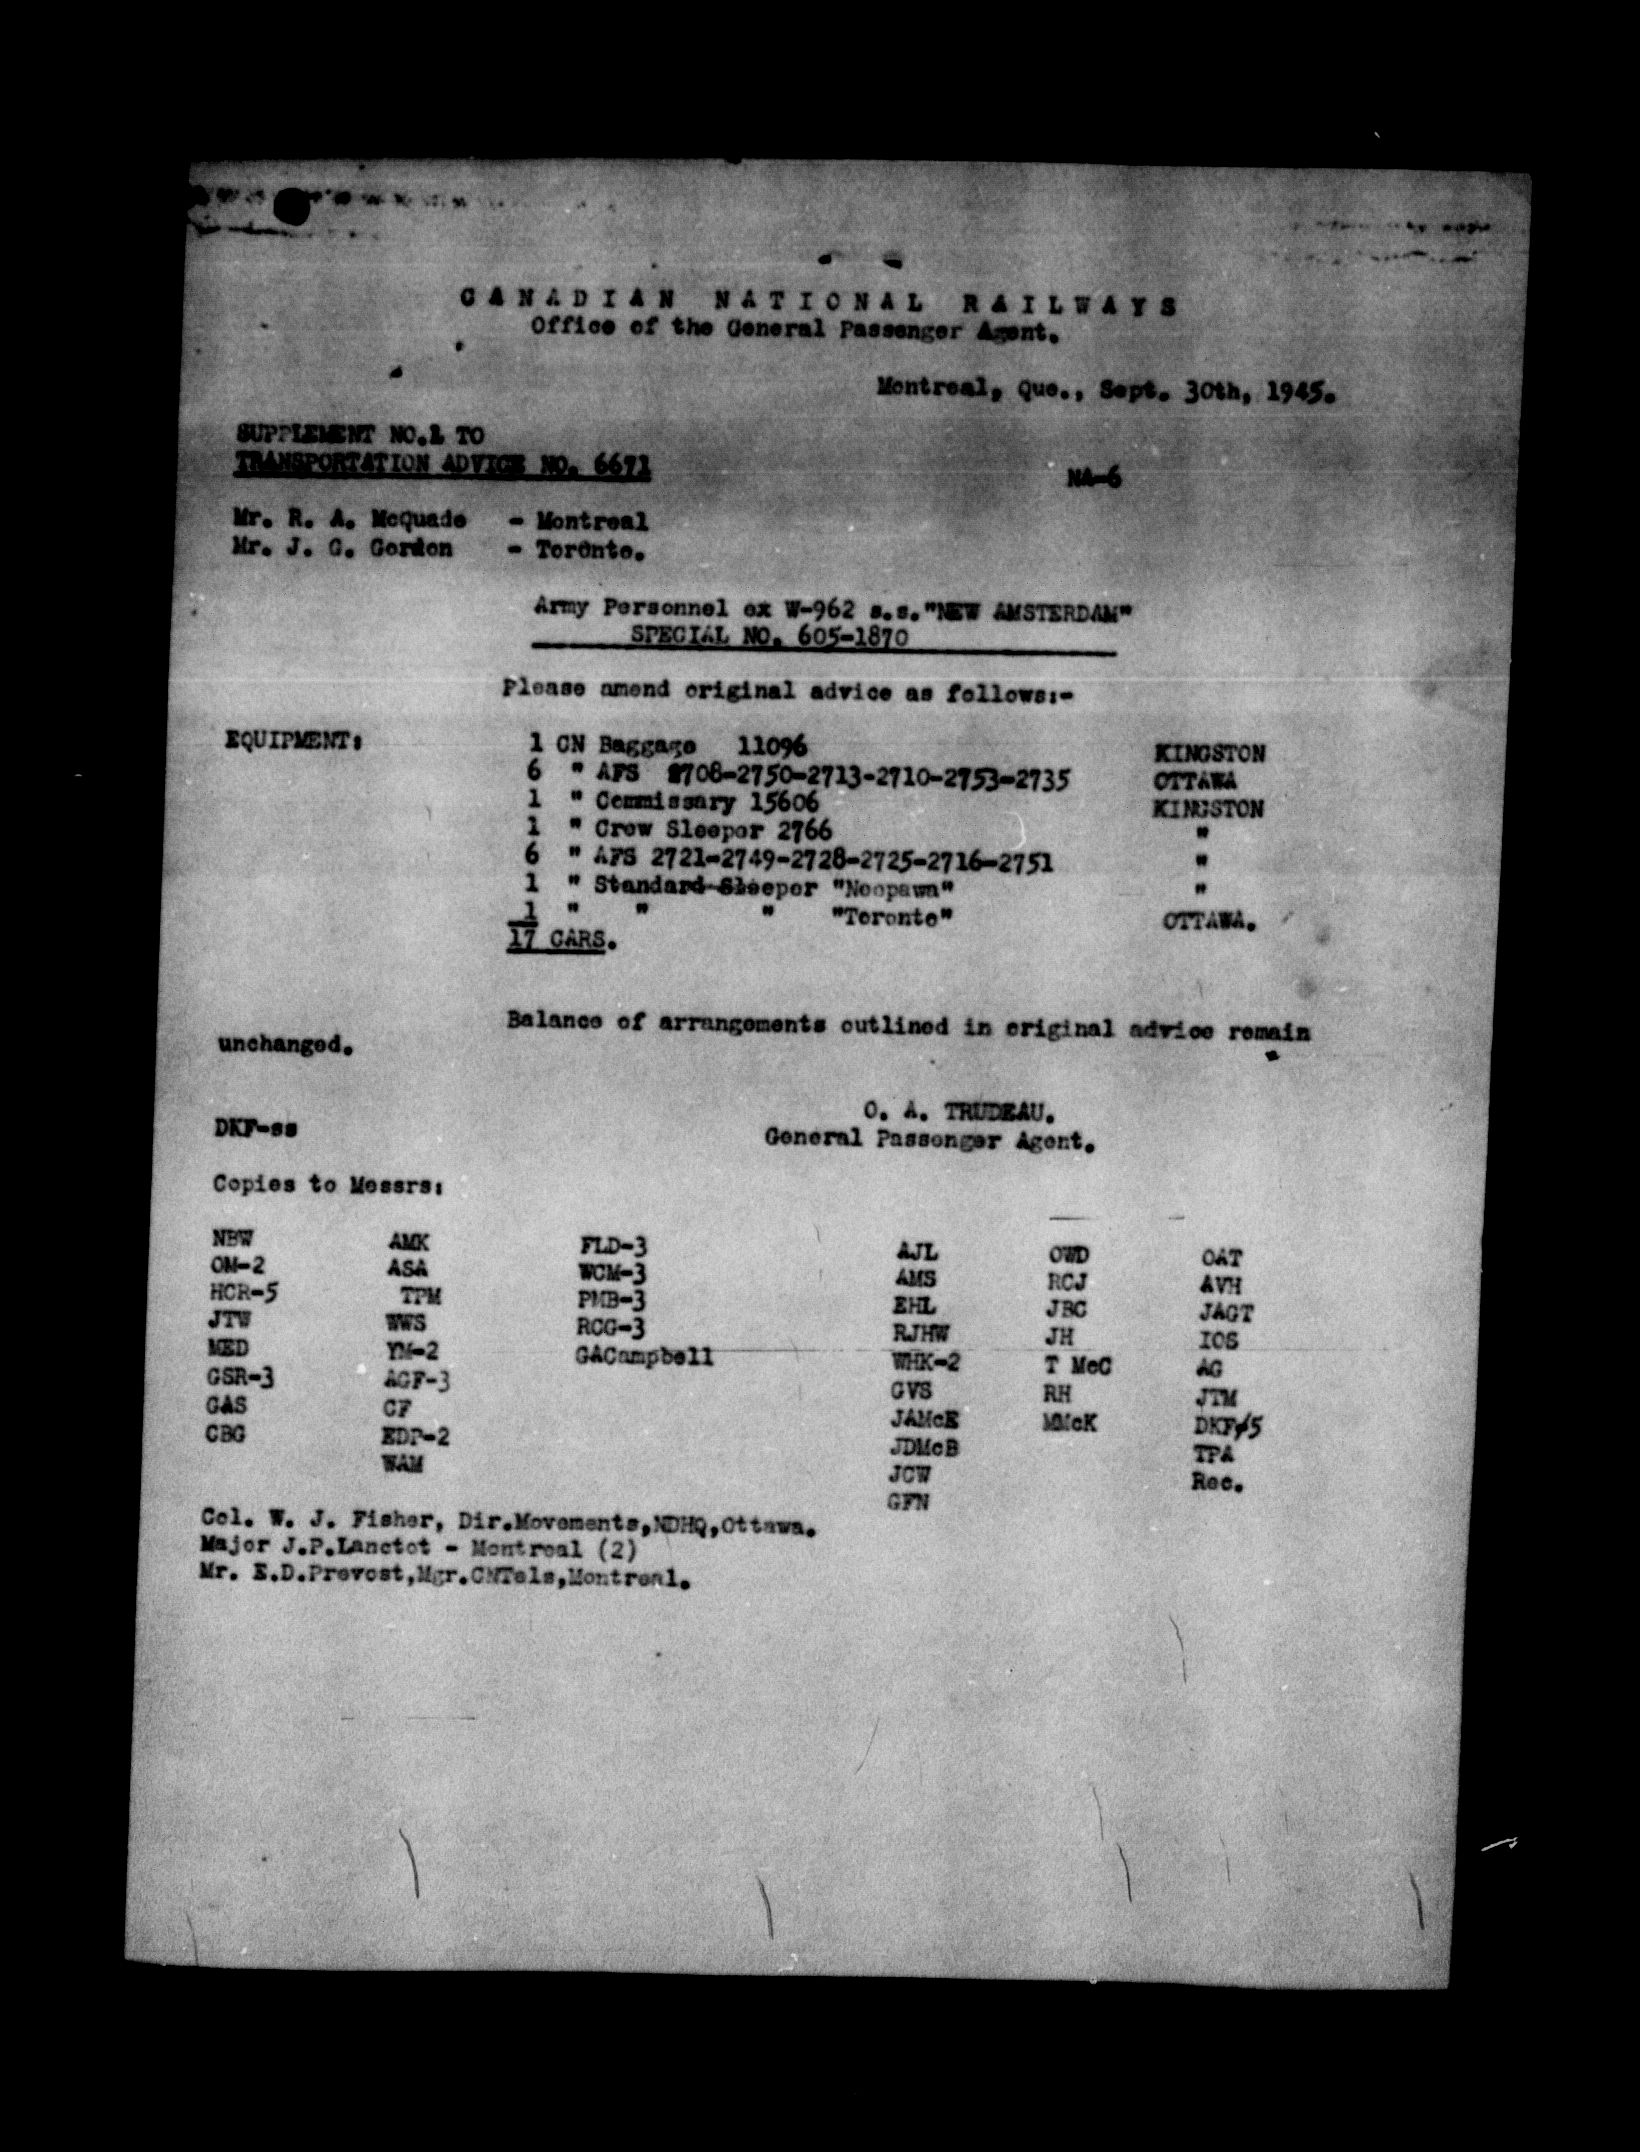 CANADIAN NATIONAL RAILWAYS
Office of the General Passenger Agent.
Montreal, Que., Sept. 30th, 1945.
SUPPLEMENT NO.1 TO
TRANSPORTATION ADVICE NO. 6671
NA-6
Mr. R. A. McQuade - Montreal
Mr. J. G. Gordon - Toronto.
Army Personnel ex W-962 s.s."NEW AMSTERDAM"
SPECIAL NO. 605-1870
Please amend original advice as follows:-
EQUIPMENT: 1 CN Baggage 11096 KINGSTON
6 " AFS 2708-2750-2713-2710-2753-2735 OTTAWA
1 " Commissary 15606 KINGSTON
1 " Crew Sleeper 2766 "
6 " AFS 2721-2749-2728-2725-2716-2751 "
1 " Standard Sleeper "Neepawa" "
1 " " " "Toronto" OTTAWA.
17 CARS.
Balance of arrangements outlined in original advice remain
unchanged.
O. A. TRUDEAU.
DKF-ss General Passenger Agent.
Copies to Messrs:
NBW AMK FLD-3 AJL OWD OAT
OM-2 ASA WCM-3 AMS RCJ AVH
HCR-5 TPM PMB-3 EHL JBC JAGT
JTW WWS RCG-3 RJHW JH IOS
MED YM-2 GACampbell WHK-2 T McC AG
GSR-3 AGF-3 GVS RH JTM
GAS CF JAMcE MMcK DKF-15
CBG EDP-2 JDMcB TPA
WAM JCW Rec.
GFN
Col. W. J. Fisher, Dir.Movements,NDHQ,Ottawa.
Major J.P.Lanctot - Montreal (2)
Mr. E.D.Prevost,Mgr.CNTels,Montreal.